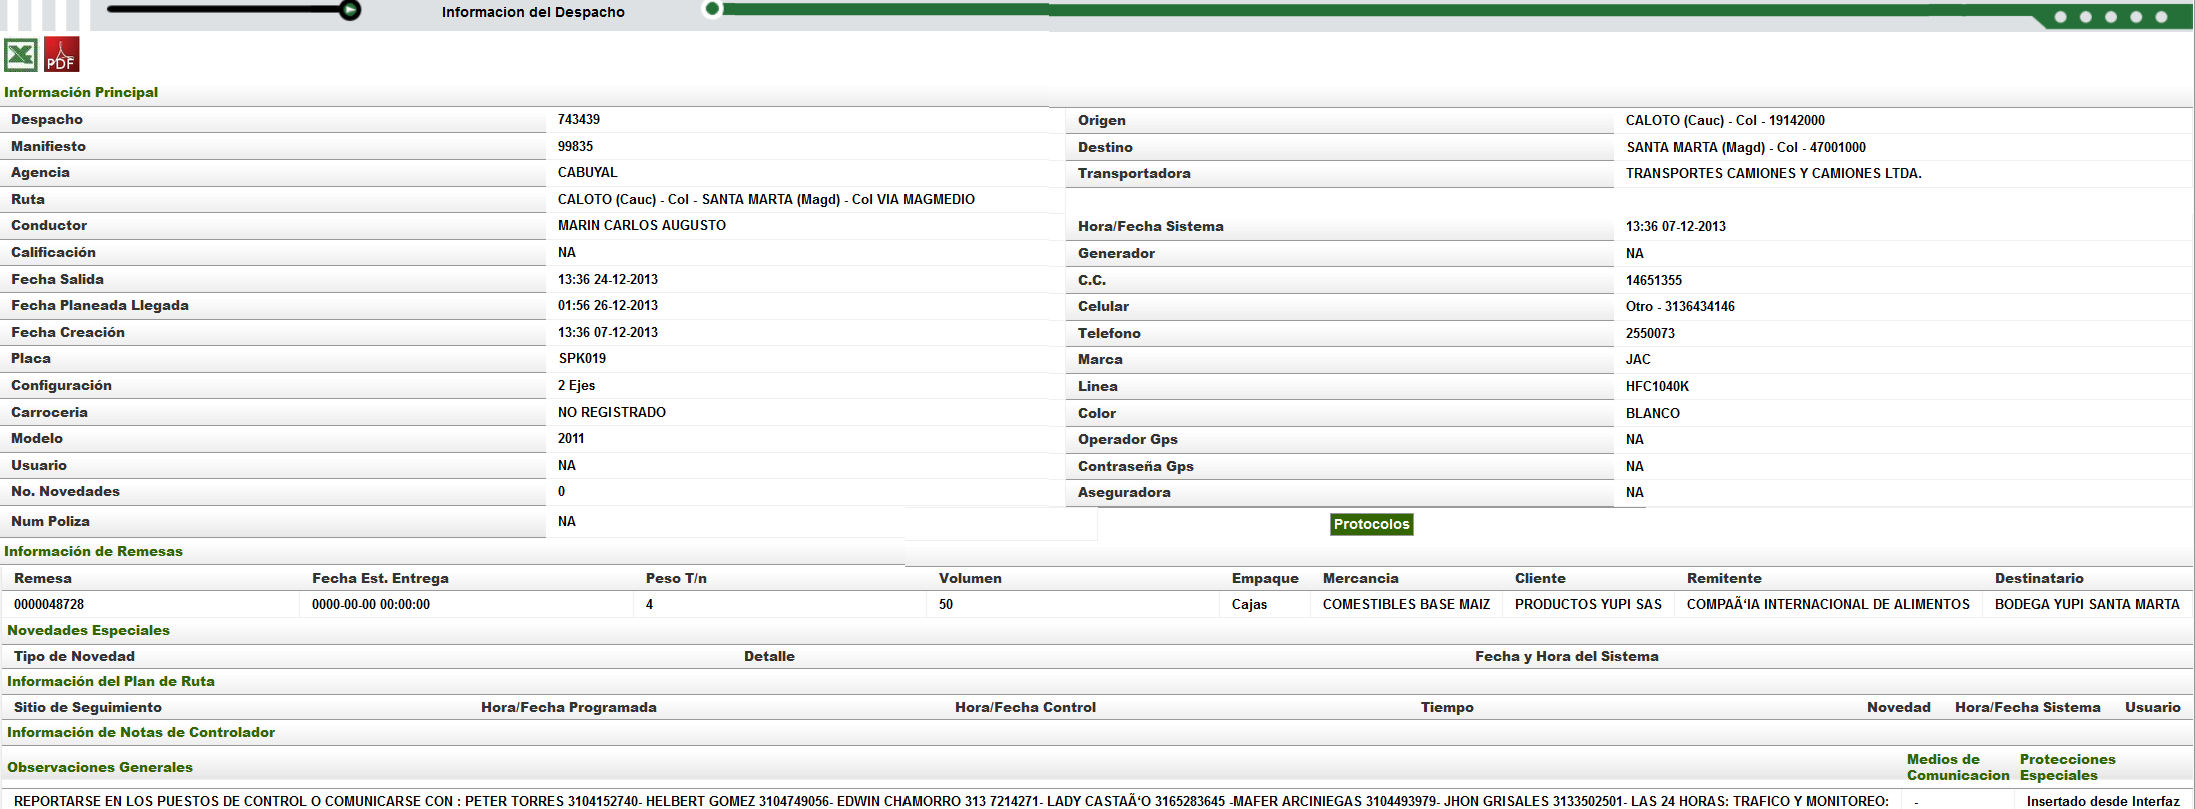 Informacion del Despacho
PDF
Información Principal
Despacho 743439 Origen CALOTO (Cauc) - Col - 19142000
Manifiesto 99835 Destino SANTA MARTA (Magd) - Col - 47001000
Agencia CABUYAL Transportadora TRANSPORTES CAMIONES Y CAMIONES LTDA.
Ruta CALOTO (Cauc) - Col - SANTA MARTA (Magd) - Col VIA MAGMEDIO
Conductor MARIN CARLOS AUGUSTO Hora/Fecha Sistema 13:36 07-12-2013
Calificación NA Generador NA
Fecha Salida 13:36 24-12-2013 C.C. 14651355
Fecha Planeada Llegada 01:56 26-12-2013 Celular Otro - 3136434146
Fecha Creación 13:36 07-12-2013 Telefono 2550073
Placa SPK019 Marca JAC
Configuración 2 Ejes Linea HFC1040K
Carroceria NO REGISTRADO Color BLANCO
Modelo 2011 Operador Gps NA
Usuario NA Contraseña Gps NA
No. Novedades 0 Aseguradora NA
Num Poliza NA Protocolos
Información de Remesas
Remesa Fecha Est. Entrega Peso T/n Volumen Empaque Mercancia Cliente Remitente Destinatario
0000048728 0000-00-00 00:00:00 4 50 Cajas COMESTIBLES BASE MAIZ PRODUCTOS YUPI SAS COMPAÃ‘IA INTERNACIONAL DE ALIMENTOS BODEGA YUPI SANTA MARTA
Novedades Especiales
Tipo de Novedad Detalle Fecha y Hora del Sistema
Información del Plan de Ruta
Sitio de Seguimiento Hora/Fecha Programada Hora/Fecha Control Tiempo Novedad Hora/Fecha Sistema Usuario
Información de Notas de Controlador
Observaciones Generales Medios de Comunicacion Protecciones Especiales
REPORTARSE EN LOS PUESTOS DE CONTROL O COMUNICARSE CON : PETER TORRES 3104152740- HELBERT GOMEZ 3104749056- EDWIN CHAMORRO 313 7214271- LADY CASTAÃ‘O 3165283645 -MAFER ARCINIEGAS 3104493979- JHON GRISALES 3133502501- LAS 24 HORAS: TRAFICO Y MONITOREO: - Insertado desde Interfaz